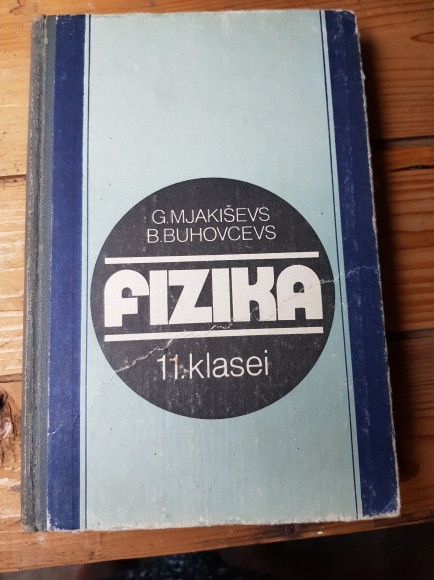 G.MJAKIŠEVS
B.BUHOVCEVS
FIZIKA
11.klasei